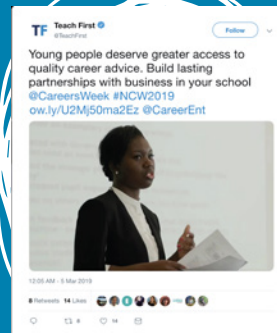 TF Teach First
@TeachFirst
Follow
Young people deserve greater access to
quality career advice. Build lasting
partnerships with business in your school
@CareersWeek #NCW2019
ow.ly/U2Mj50ma2Ez @CareerEnt
12:05 AM - 5 Mar 2019
8 Retweets 14 Likes
8
14